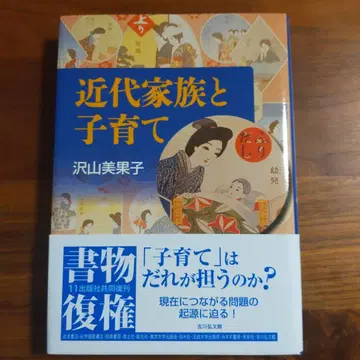 近代家族と
子育て
沢山美果子
幼兒
書物
復権
11出版社共同復刊
「子育て」は
だれが担うのか?
現在につながる問題の
起源に迫る!
吉川弘文館